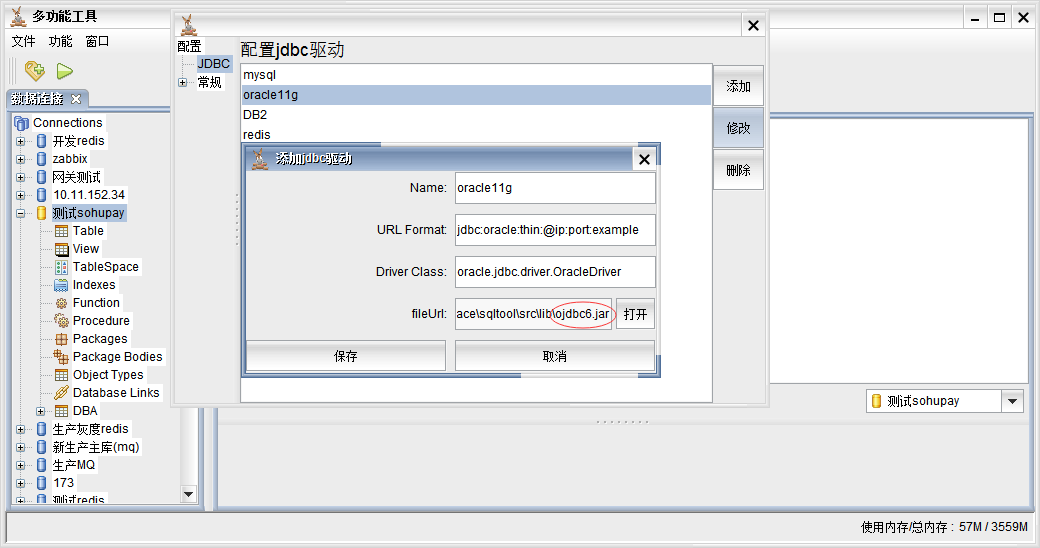 多功能工具
文件 功能 窗口
数据连接
Connections
开发redis
zabbix
网关测试
10.11.152.34
测试sohupay
Table
View
TableSpace
Indexes
Function
Procedure
Packages
Package Bodies
Object Types
Database Links
DBA
生产灰度redis
新生产主库(mq)
生产MQ
173
测试redis
配置
JDBC
常规
配置jdbc驱动
mysql
oracle11g
DB2
redis
添加
修改
删除
添加jdbc驱动
Name: oracle11g
URL Format: jdbc:oracle:thin:@ip:port:example
Driver Class: oracle.jdbc.driver.OracleDriver
fileUrl: ace\sqltool\src\lib\ojdbc6.jar 打开
保存 取消
测试sohupay
使用内存/总内存 : 57M / 3559M